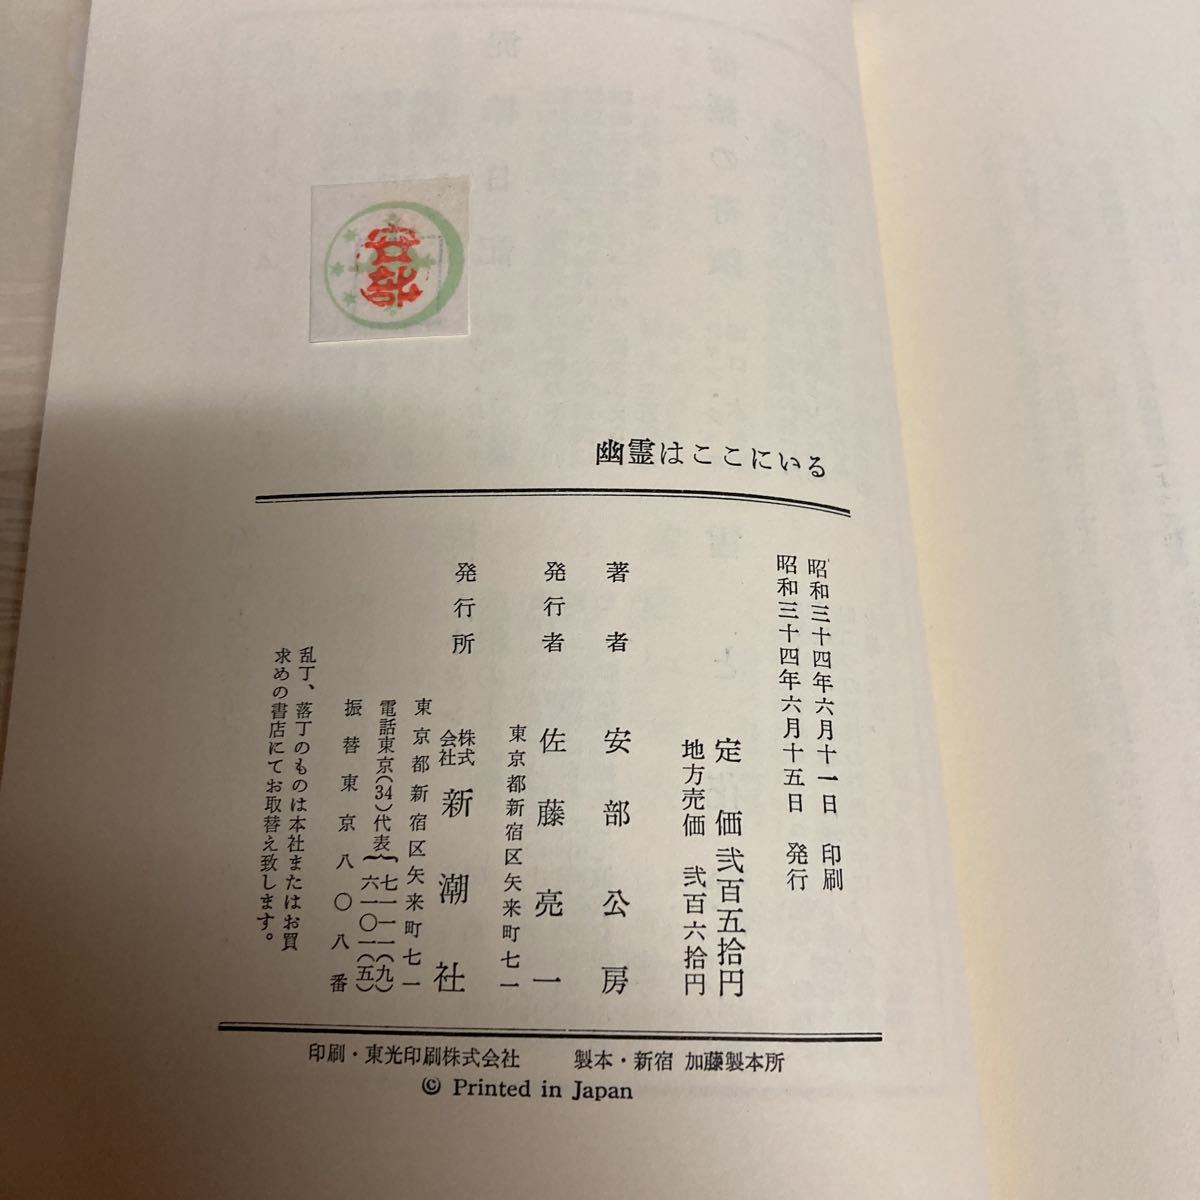 幽霊はここにいる
昭和三十四年六月十一日 印刷
昭和三十四年六月十五日 発行
定価 弐百五拾円
地方売価 弐百六拾円
著者 安部公房
発行者 佐藤亮一
東京都新宿区矢来町七一
発行所 株式会社 新潮社
東京都新宿区矢来町七一
電話東京(34)代表{七一一一(九)
六一〇一(五)
振替東京八〇八番
乱丁、落丁のものは本社またはお買
求めの書店にてお取替え致します。
印刷・東光印刷株式会社 製本・新宿 加藤製本所
© Printed in Japan